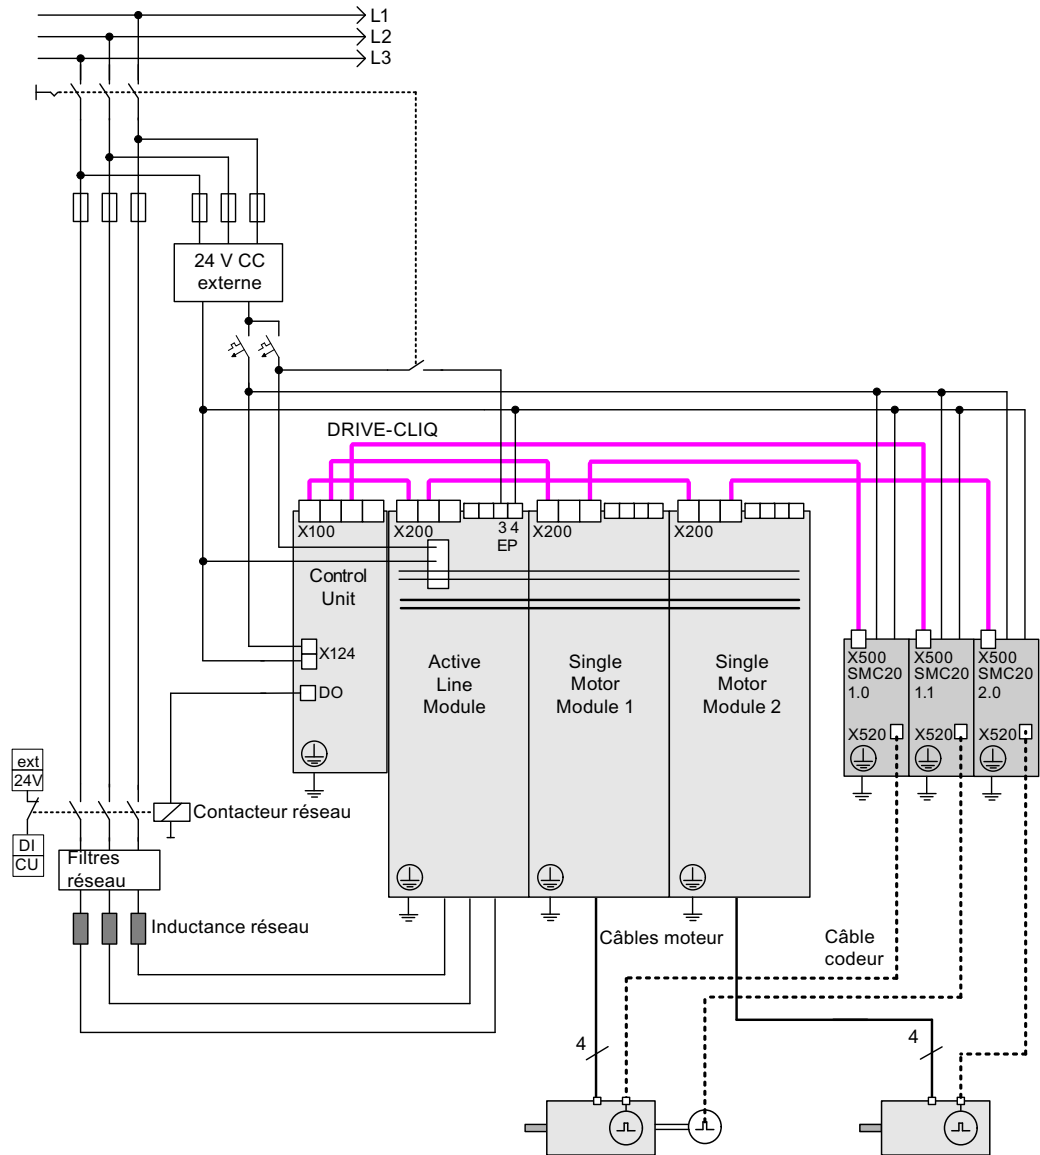 L1
L2
L3
24 V CC
externe
DRIVE-CLIQ
X100
X200
3 4
EP
X200
X200
Control
Unit
X124
DO
Active
Line
Module
Single
Motor
Module 1
Single
Motor
Module 2
X500
SMC20
1.0
X520
X500
SMC20
1.1
X520
X500
SMC20
2.0
X520
ext
24V
DI
CU
Contacteur réseau
Filtres
réseau
Inductance réseau
Câbles moteur
Câble
codeur
4
4